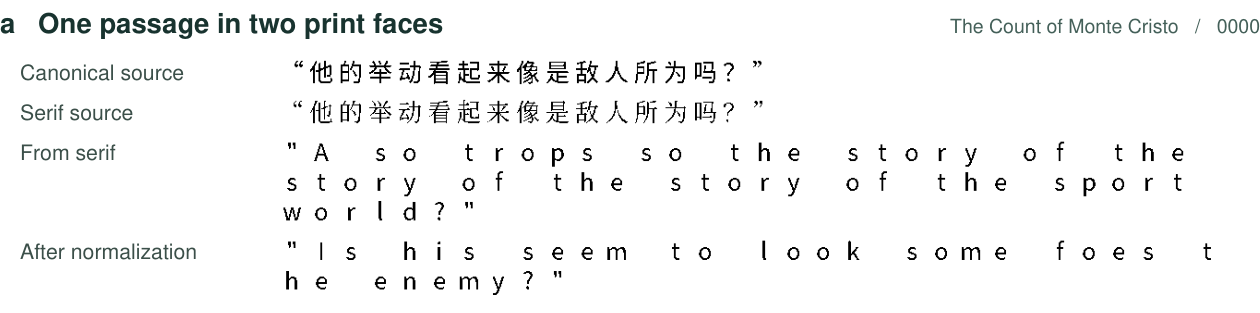 a One passage in two print faces The Count of Monte Cristo / 0000
Canonical source “他的举动看起来像是敌人所为吗？”
Serif source “他的举动看起来像是敌人所为吗？”
From serif "A so trops so the story of the
story of the story of the sport
world?"
After normalization "Is his seem to look some foes t
he enemy?"